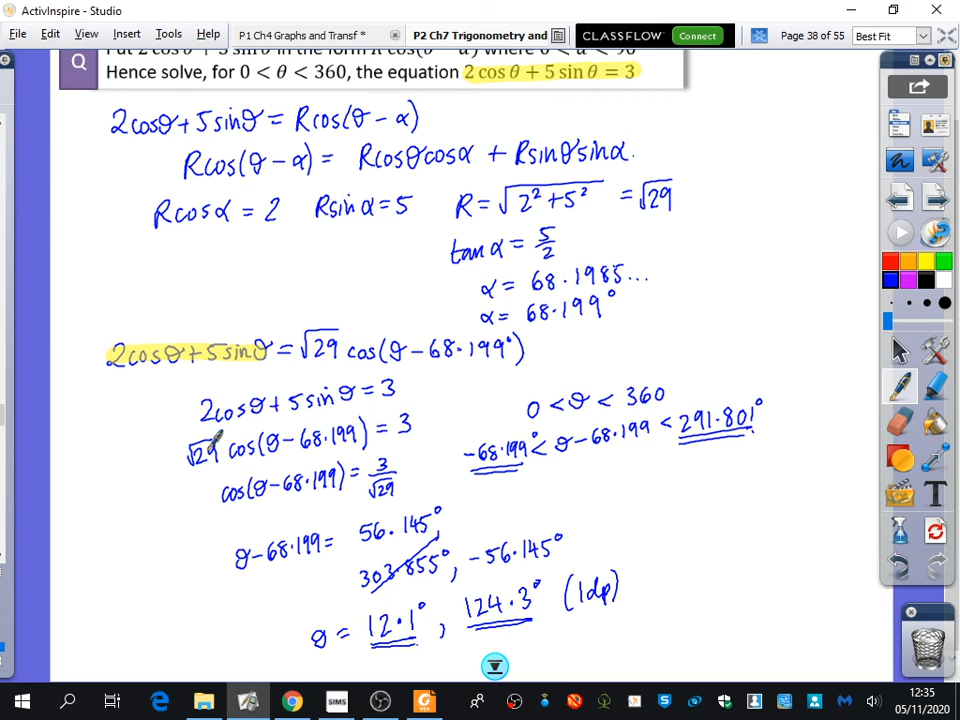 ActivInspire - Studio
File Edit View Insert Tools Help P1 Ch4 Graphs and Transf * P2 Ch7 Trigonometry and CLASSFLOW Connect Page 38 of 55 Best Fit
Q
Hence solve, for 0 < θ < 360, the equation 2 cos θ + 5 sin θ = 3
2cosθ + 5sinθ = Rcos(θ - α)
Rcos(θ - α) = Rcosθcosα + Rsinθsinα.
Rcosα = 2 Rsinα = 5 R = √(2² + 5²) = √29
tanα = 5/2
α = 68.1985...
α = 68.199°
2cosθ + 5sinθ = √29 cos(θ - 68.199°)
2cosθ + 5sinθ = 3
0 < θ < 360
√29 cos(θ - 68.199) = 3
-68.199° < θ - 68.199 < 291.801°
cos(θ - 68.199) = 3/√29
θ - 68.199 = 56.145°
303.855°, -56.145°
θ = 12.1°, 124.3° (1dp)
T
SIMS
12:35
05/11/2020